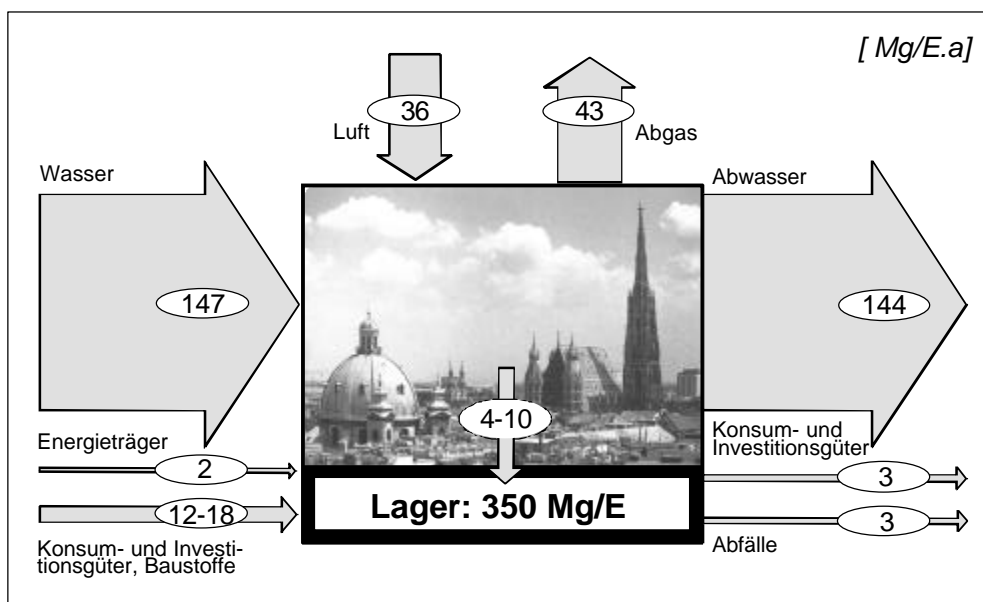 [ Mg/E.a]
36
43
Luft
Abgas
Wasser
Abwasser
147
144
4-10
Energieträger
Konsum- und
Investitionsgüter
2
3
12-18
Lager: 350 Mg/E
3
Konsum- und Investi-
tionsgüter, Baustoffe
Abfälle